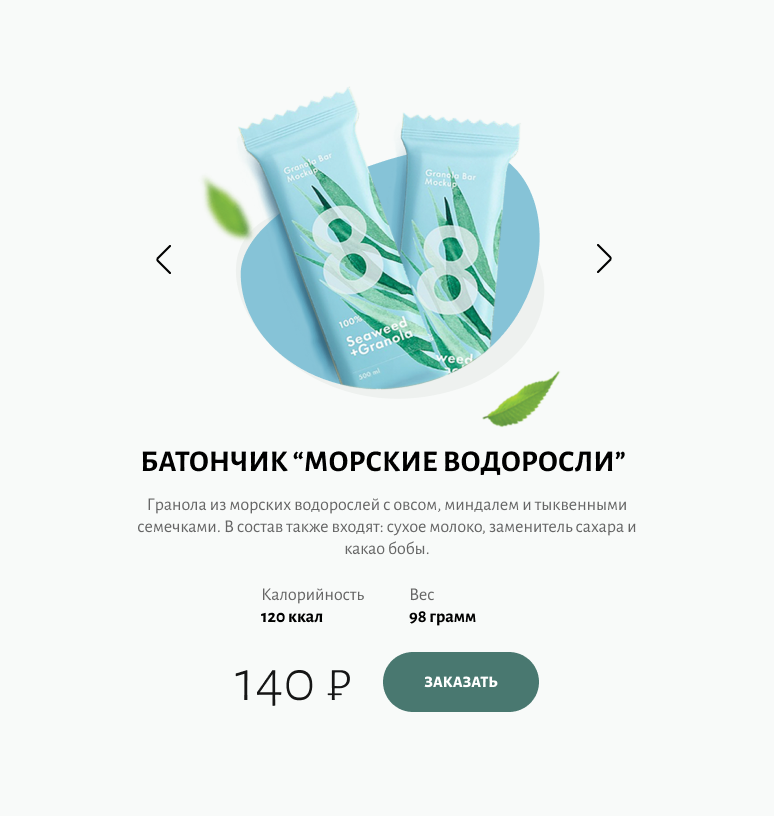 Granola Bar
Mockup
8
100%
Seaweed
+Granola
500 ml
Granola Bar
Mockup
8
weed
БАТОНЧИК “МОРСКИЕ ВОДОРОСЛИ”
Гранола из морских водорослей с овсом, миндалем и тыквенными
семечками. В состав также входят: сухое молоко, заменитель сахара и
какао бобы.
Калорийность
Вес
120 ккал
98 грамм
140 ₽
ЗАКАЗАТЬ